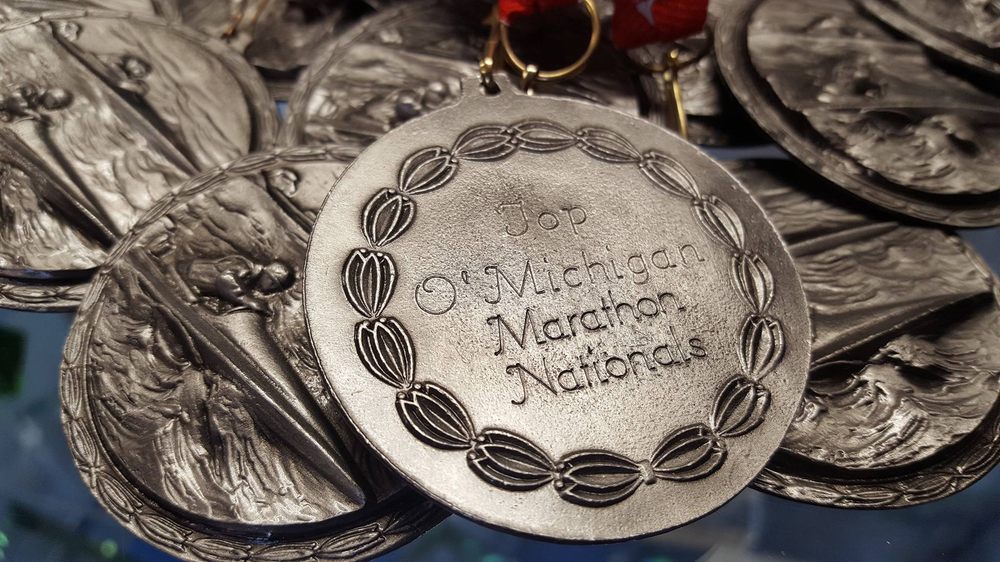 Top
O' Michigan
Marathon
Nationals